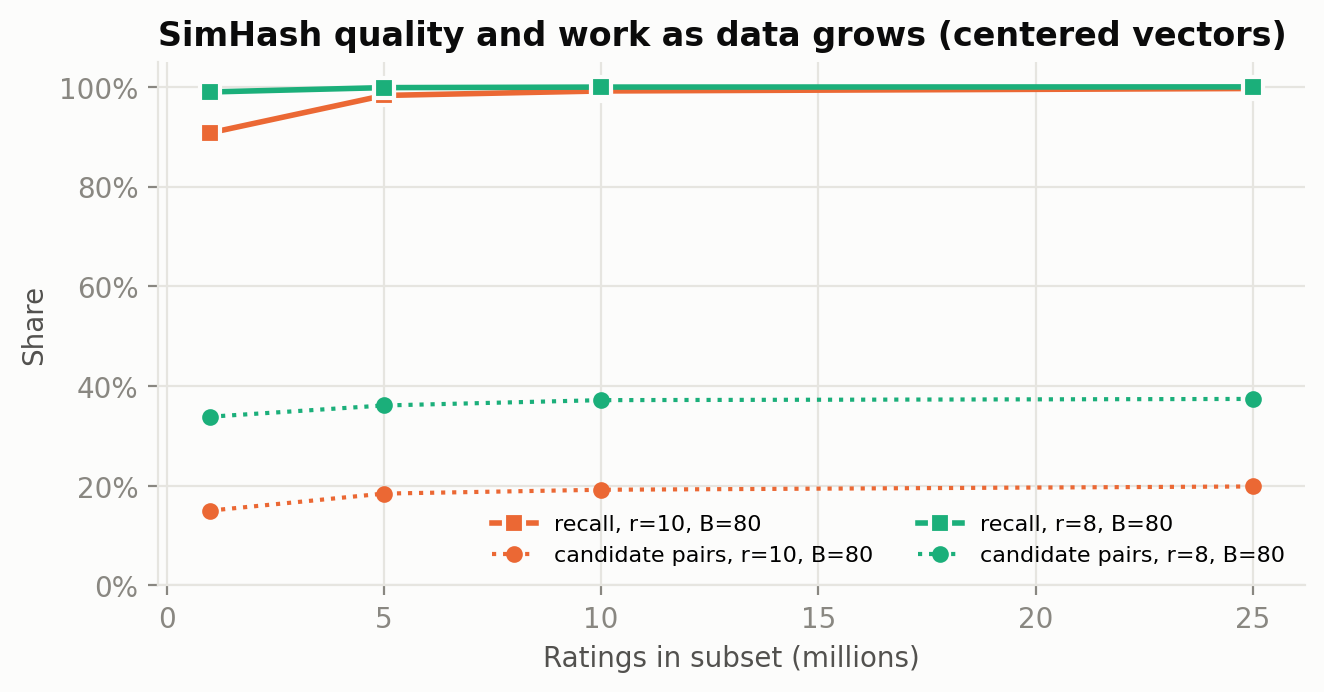 SimHash quality and work as data grows (centered vectors)
100%
80%
60%
40%
20%
0%
Share
recall, r=10, B=80
candidate pairs, r=10, B=80
recall, r=8, B=80
candidate pairs, r=8, B=80
0 5 10 15 20 25
Ratings in subset (millions)